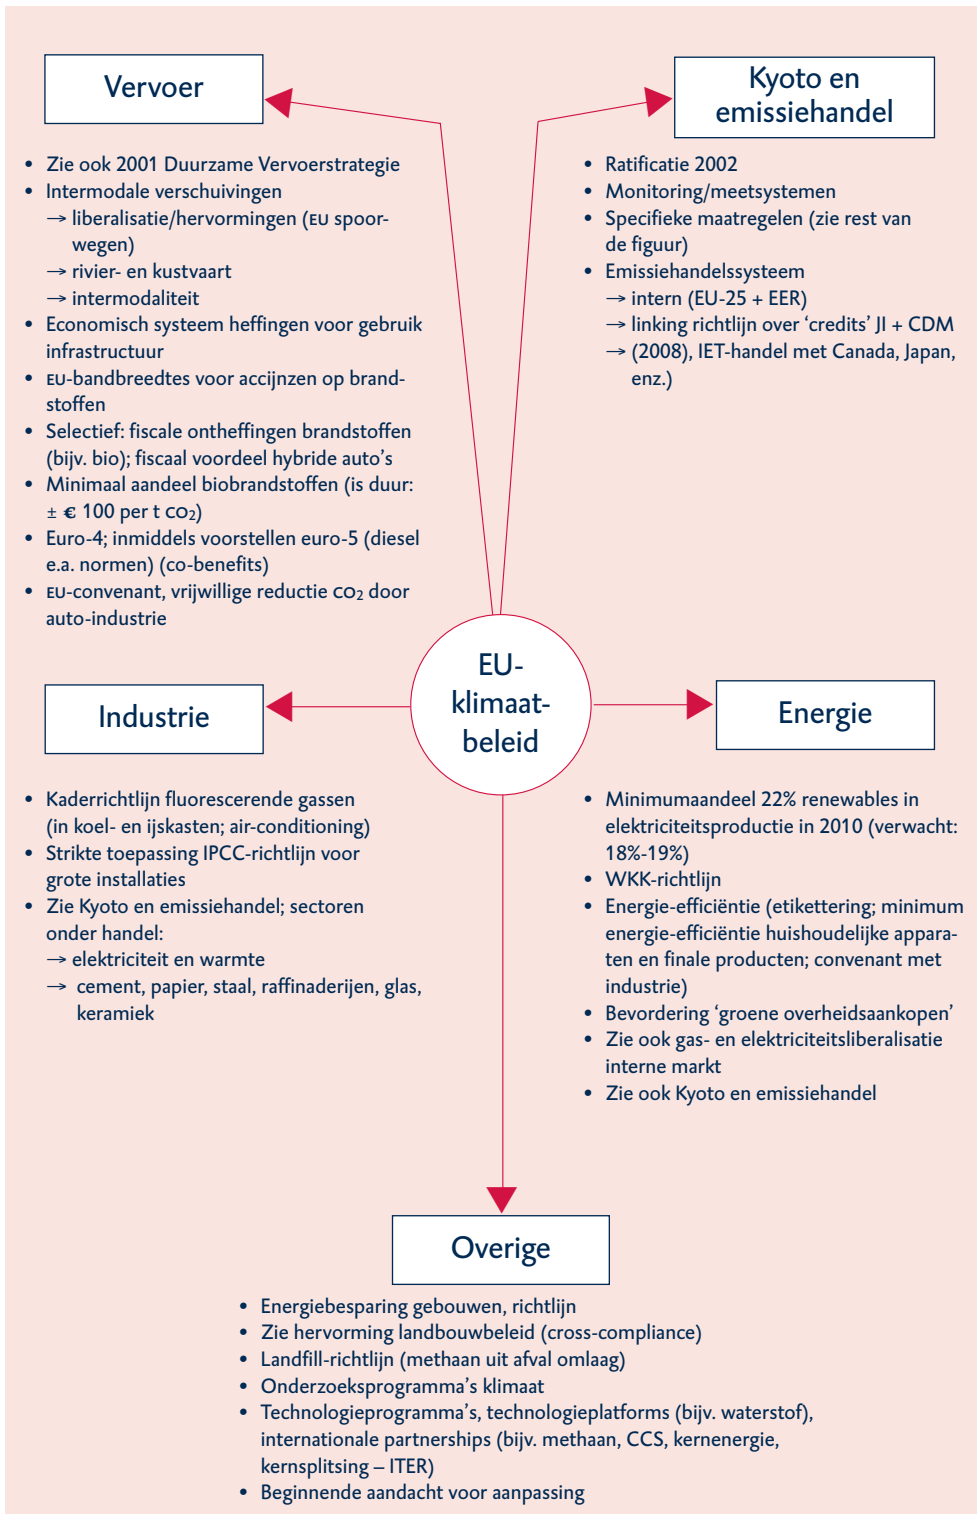 Vervoer
• Zie ook 2001 Duurzame Vervoerstrategie
• Intermodale verschuivingen
→ liberalisatie/hervormingen (EU spoor-
wegen)
→ rivier- en kustvaart
→ intermodaliteit
• Economisch systeem heffingen voor gebruik
infrastructuur
• EU-bandbreedtes voor accijnzen op brand-
stoffen
• Selectief: fiscale ontheffingen brandstoffen
(bijv. bio); fiscaal voordeel hybride auto’s
• Minimaal aandeel biobrandstoffen (is duur:
± € 100 per t CO₂)
• Euro-4; inmiddels voorstellen euro-5 (diesel
e.a. normen) (co-benefits)
• EU-convenant, vrijwillige reductie CO₂ door
auto-industrie
Kyoto en
emissiehandel
• Ratificatie 2002
• Monitoring/meetsystemen
• Specifieke maatregelen (zie rest van
de figuur)
• Emissiehandelssysteem
→ intern (EU-25 + EER)
→ linking richtlijn over ‘credits’ JI + CDM
→ (2008), IET-handel met Canada, Japan,
enz.)
EU-
klimaat-
beleid
Industrie
• Kaderrichtlijn fluorescerende gassen
(in koel- en ijskasten; air-conditioning)
• Strikte toepassing IPCC-richtlijn voor
grote installaties
• Zie Kyoto en emissiehandel; sectoren
onder handel:
→ elektriciteit en warmte
→ cement, papier, staal, raffinaderijen, glas,
keramiek
Energie
• Minimumaandeel 22% renewables in
elektriciteitsproductie in 2010 (verwacht:
18%-19%)
• WKK-richtlijn
• Energie-efficiëntie (etikettering; minimum
energie-efficiëntie huishoudelijke appara-
ten en finale producten; convenant met
industrie)
• Bevordering ‘groene overheidsaankopen’
• Zie ook gas- en elektriciteitsliberalisatie
interne markt
• Zie ook Kyoto en emissiehandel
Overige
• Energiebesparing gebouwen, richtlijn
• Zie hervorming landbouwbeleid (cross-compliance)
• Landfill-richtlijn (methaan uit afval omlaag)
• Onderzoeksprogramma’s klimaat
• Technologieprogramma’s, technologieplatforms (bijv. waterstof),
internationale partnerships (bijv. methaan, CCS, kernenergie,
kernsplitsing – ITER)
• Beginnende aandacht voor aanpassing